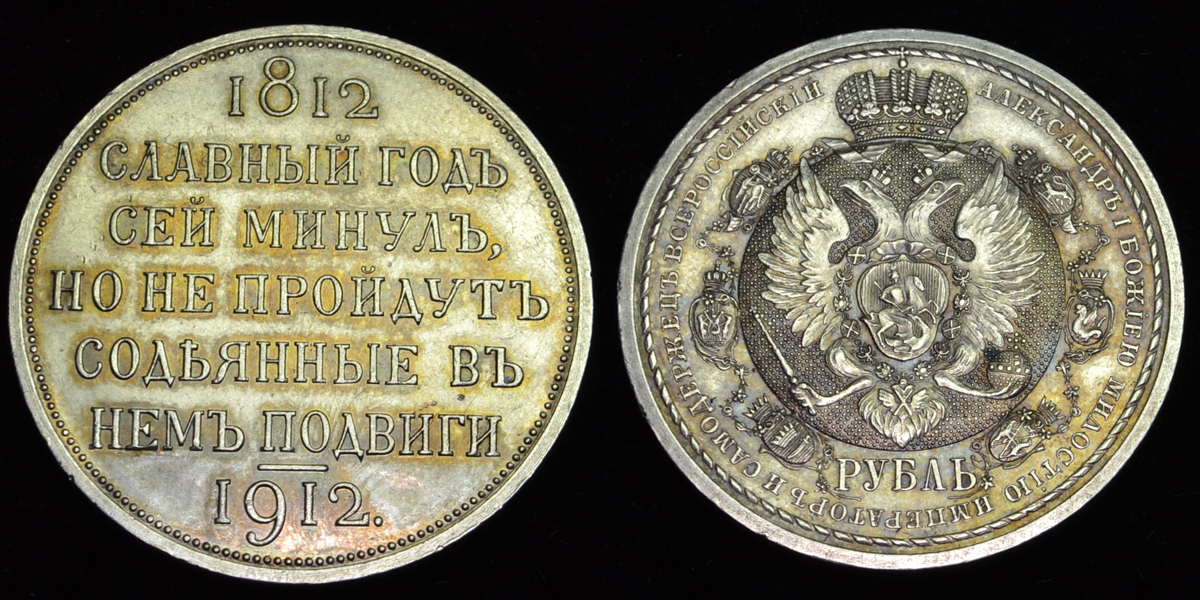 1812
СЛАВНЫЙ ГОДЪ
СЕЙ МИНУЛЪ,
НО НЕ ПРОЙДУТЪ
СОДѢЯННЫЕ ВЪ
НЕМЪ ПОДВИГИ
1912.
АЛЕКСАНДРЪ I БОЖІЕЮ МИЛОСТІЮ ИМПЕРАТОРЪ И САМОДЕРЖЕЦЪ ВСЕРОССІЙСКІЙ
РУБЛЬ